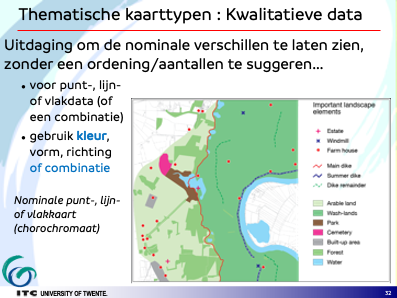 Thematische kaarttypen : Kwalitatieve data
Uitdaging om de nominale verschillen te laten zien,
zonder een ordening/aantallen te suggeren...
• voor punt-, lijn-
of vlakdata (of
een combinatie)
• gebruik kleur,
vorm, richting
of combinatie
Nominale punt-, lijn-
of vlakkaart
(chorochromaat)
Important landscape
elements
Estate
Windmill
Farm house
Main dike
Summer dike
Dike remainder
Arable land
Wash-lands
Park
Cemetery
Built-up area
Forest
Water
ITC UNIVERSITY OF TWENTE.
32